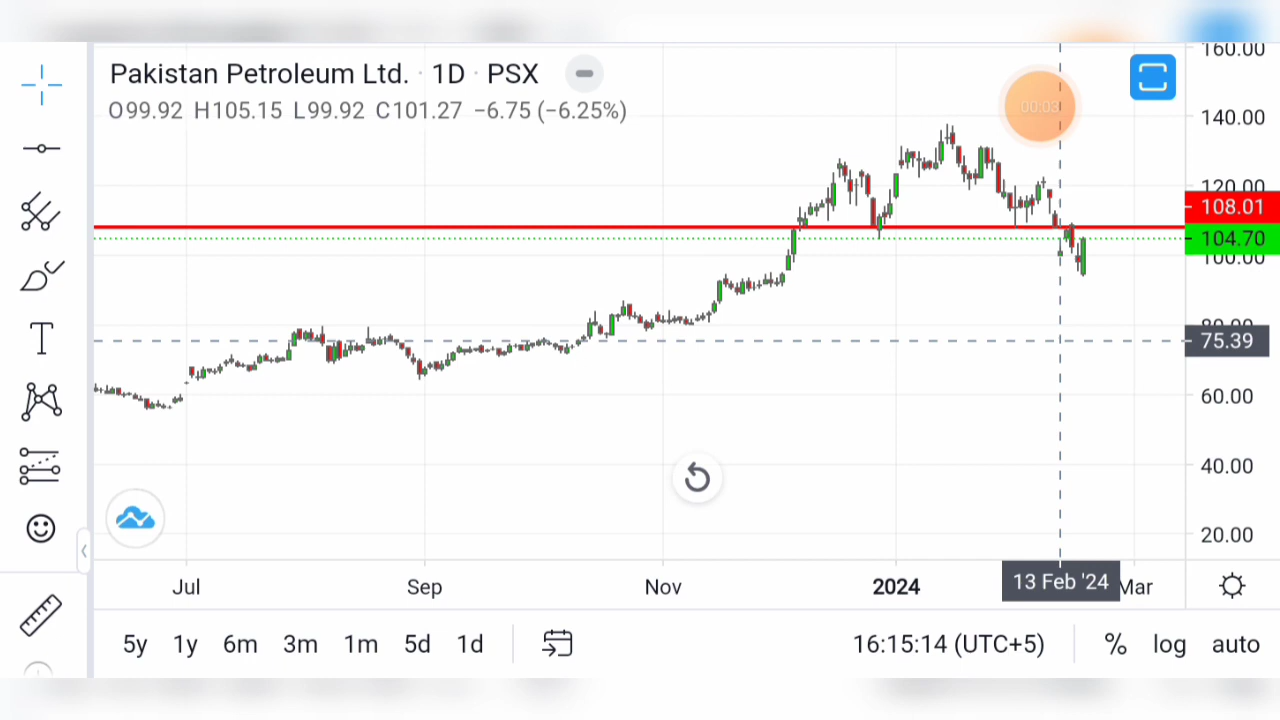 Pakistan Petroleum Ltd. · 1D · PSX
O99.92 H105.15 L99.92 C101.27 −6.75 (−6.25%)
00:03
160.00
140.00
120.00
108.01
104.70
100.00
80.00
75.39
60.00
40.00
20.00
T
Jul Sep Nov 2024 13 Feb '24 Mar
5y 1y 6m 3m 1m 5d 1d 16:15:14 (UTC+5) % log auto